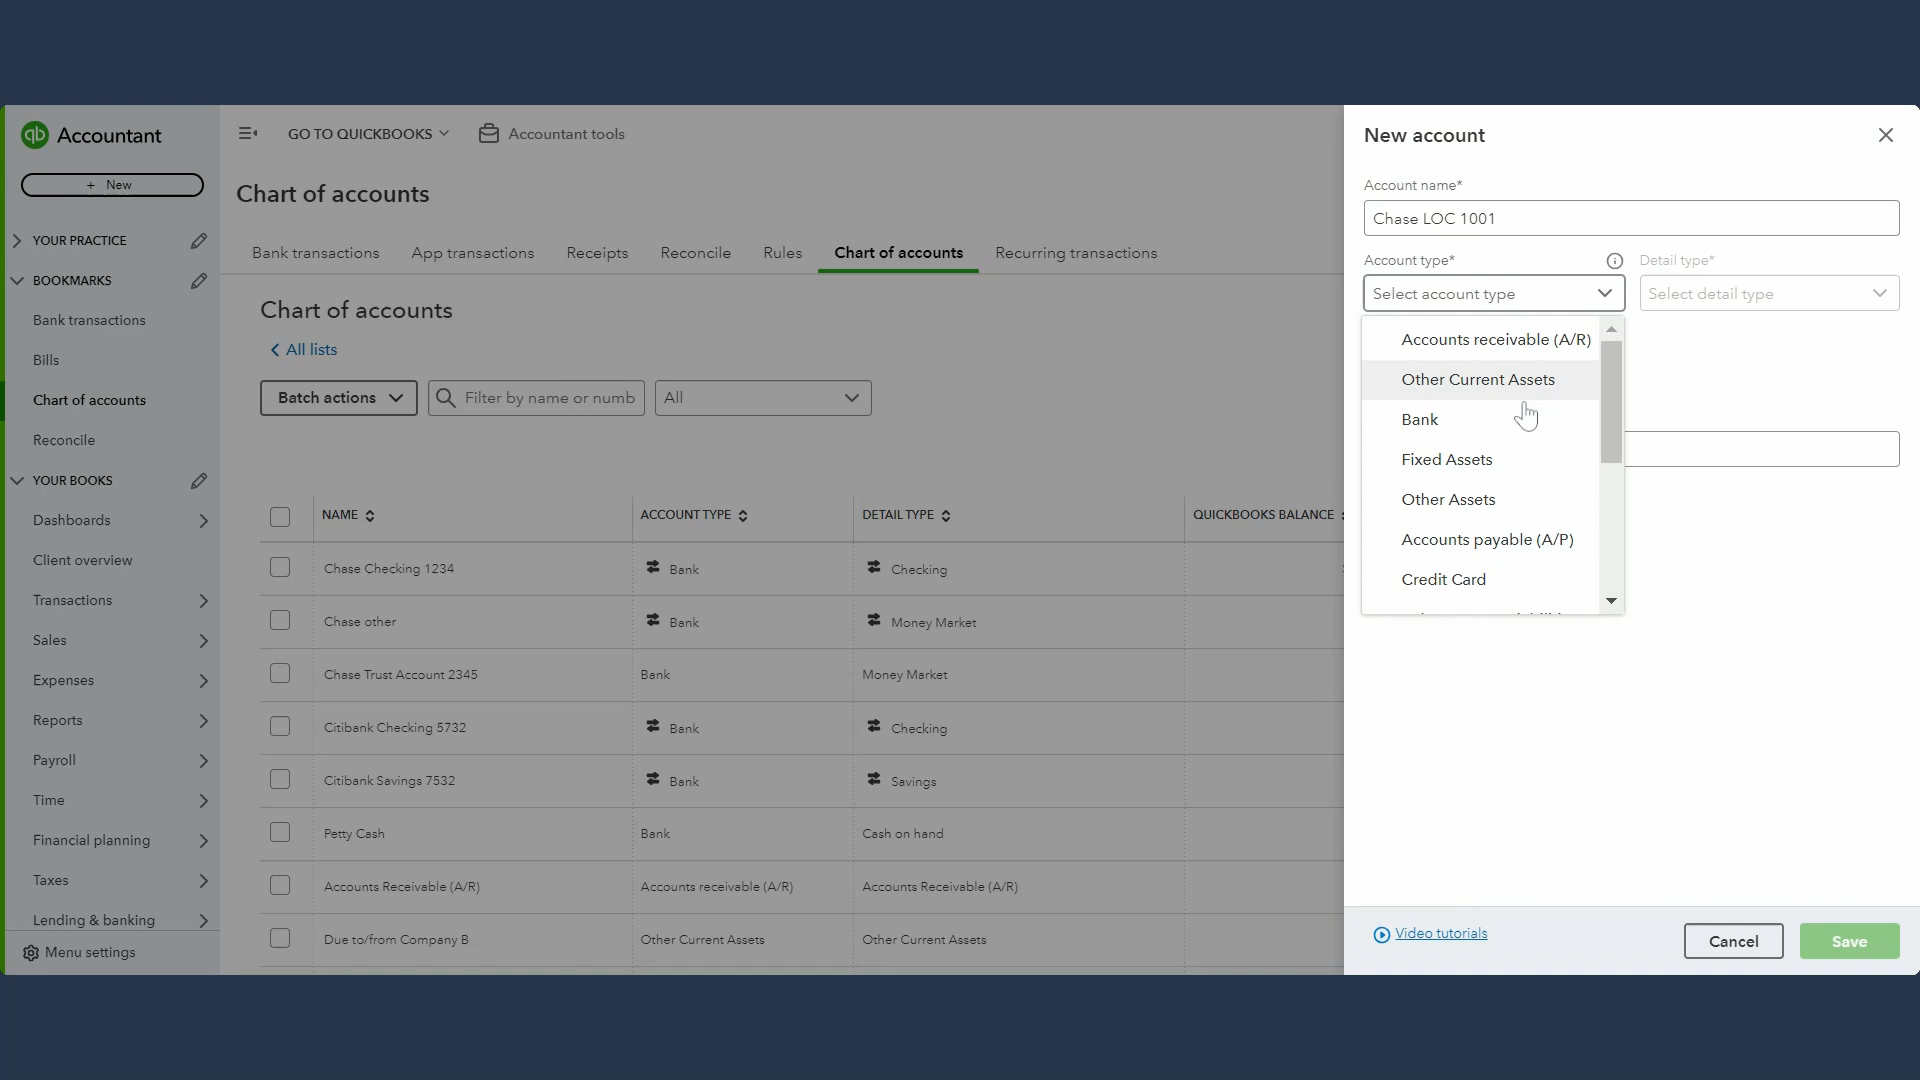 qb Accountant
+ New
YOUR PRACTICE
BOOKMARKS
Bank transactions
Bills
Chart of accounts
Reconcile
YOUR BOOKS
Dashboards
Client overview
Transactions
Sales
Expenses
Reports
Payroll
Time
Financial planning
Taxes
Lending & banking
Menu settings
GO TO QUICKBOOKS
Accountant tools
Chart of accounts
Bank transactions App transactions Receipts Reconcile Rules Chart of accounts Recurring transactions
Chart of accounts
All lists
Batch actions Filter by name or numb All
NAME ACCOUNT TYPE DETAIL TYPE QUICKBOOKS BALANCE
Chase Checking 1234 Bank Checking
Chase other Bank Money Market
Chase Trust Account 2345 Bank Money Market
Citibank Checking 5732 Bank Checking
Citibank Savings 7532 Bank Savings
Petty Cash Bank Cash on hand
Accounts Receivable (A/R) Accounts receivable (A/R) Accounts Receivable (A/R)
Due to/from Company B Other Current Assets Other Current Assets
New account
Account name*
Chase LOC 1001
Account type* Detail type*
Select account type Select detail type
Accounts receivable (A/R)
Other Current Assets
Bank
Fixed Assets
Other Assets
Accounts payable (A/P)
Credit Card
Video tutorials
Cancel Save